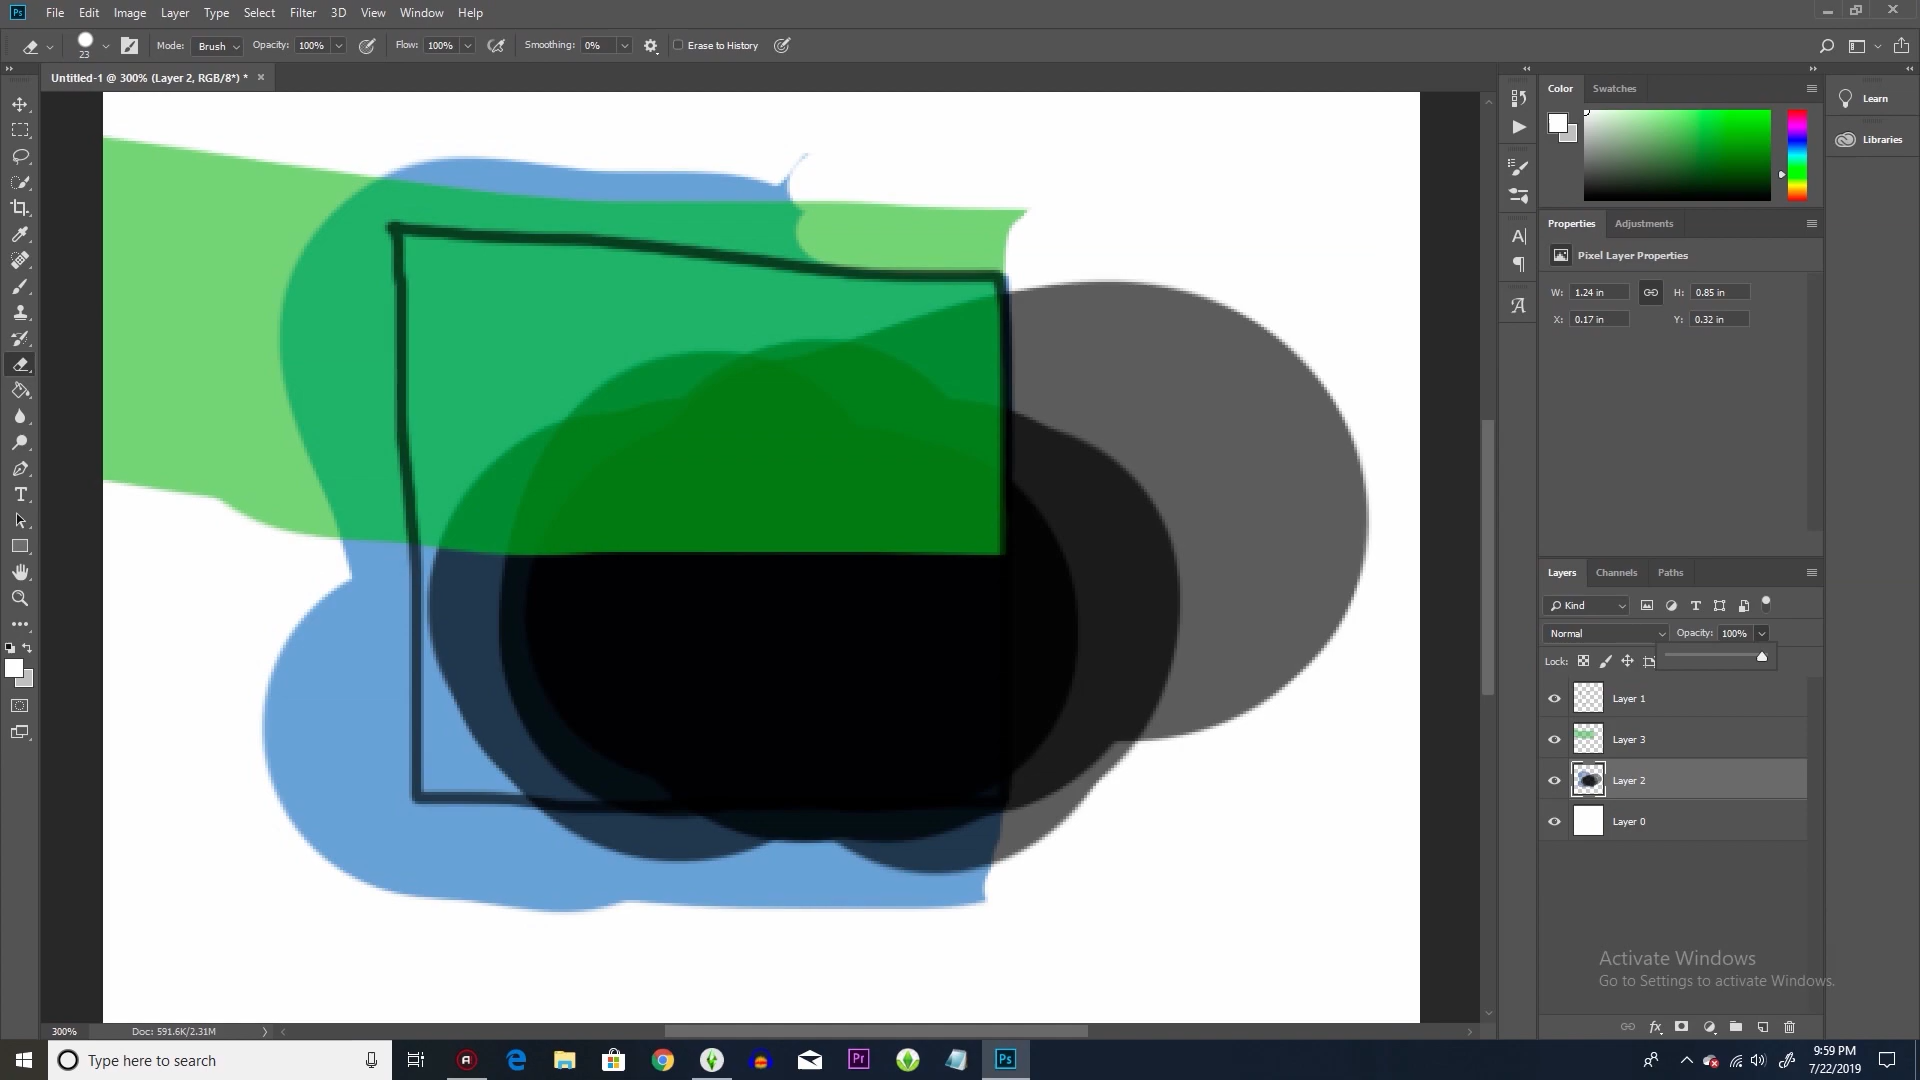 Ps File Edit Image Layer Type Select Filter 3D View Window Help
23 Mode: Brush Opacity: 100% Flow: 100% Smoothing: 0% Erase to History
Untitled-1 @ 300% (Layer 2, RGB/8*) * ×
Color Swatches
Learn
Libraries
Properties Adjustments
Pixel Layer Properties
W: 1.24 in H: 0.85 in
X: 0.17 in Y: 0.32 in
Layers Channels Paths
Kind
Normal Opacity: 100%
Lock:
Layer 1
Layer 3
Layer 2
Layer 0
Activate Windows
Go to Settings to activate Windows.
300% Doc: 591.6K/2.31M
Type here to search
Pr
Ps
9:59 PM
7/22/2019